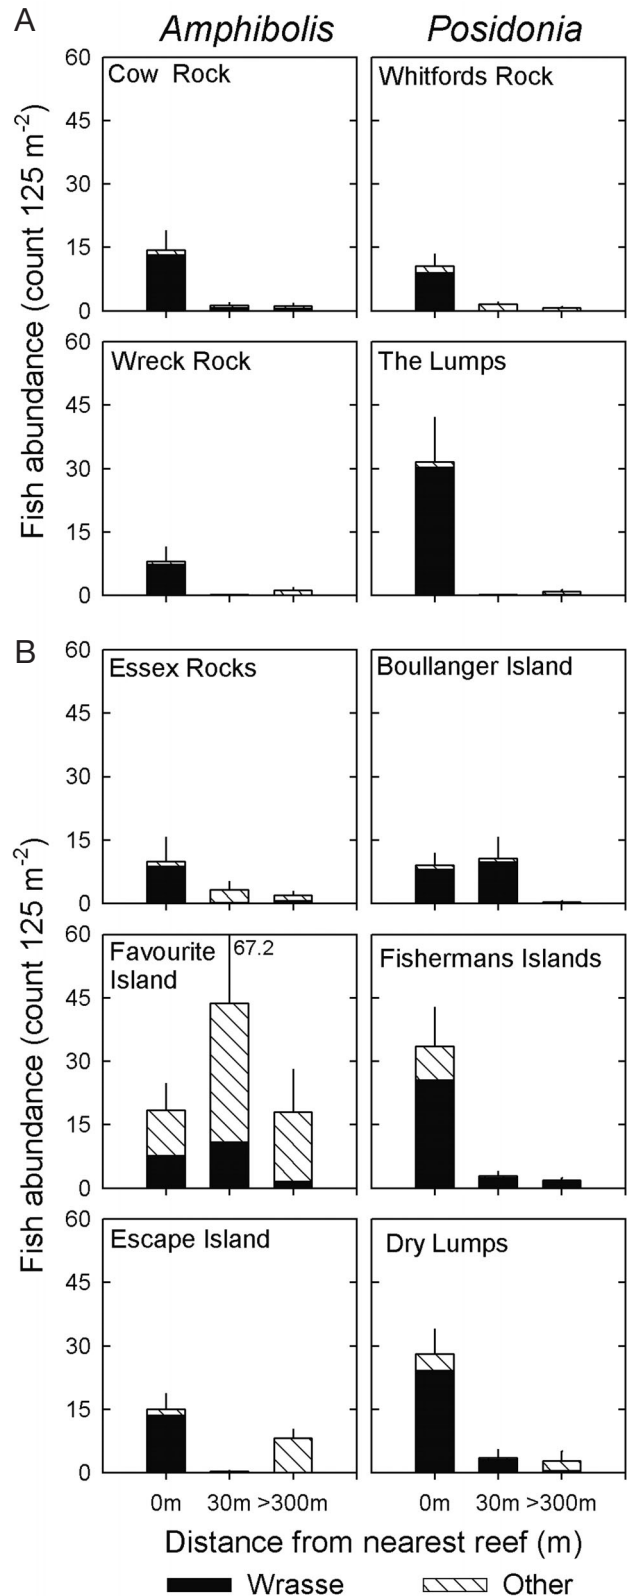 A
Amphibolis Posidonia
Fish abundance (count 125 m-2)
60
45
30
15
0
Cow Rock
Whitfords Rock
60
45
30
15
0
Wreck Rock
The Lumps
B
Fish abundance (count 125 m-2)
60
45
30
15
0
Essex Rocks
Boullanger Island
60
45
30
15
0
Favourite
Island
67.2
Fishermans Islands
60
45
30
15
0
Escape Island
Dry Lumps
0m 30m >300m 0m 30m >300m
Distance from nearest reef (m)
Wrasse Other